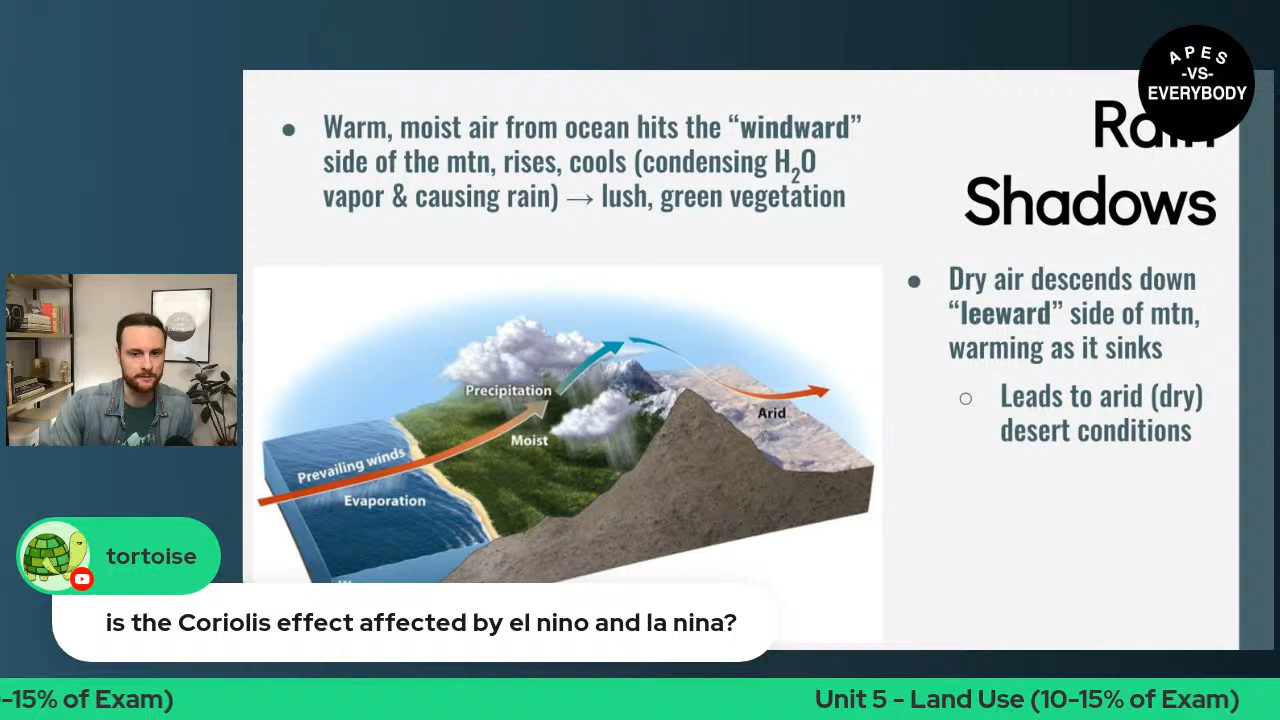 APES
-VS-
EVERYBODY
Rain
Shadows
● Warm, moist air from ocean hits the “windward”
side of the mtn, rises, cools (condensing H₂O
vapor & causing rain) → lush, green vegetation
● Dry air descends down
“leeward” side of mtn,
warming as it sinks
○ Leads to arid (dry)
desert conditions
Precipitation
Moist
Arid
Prevailing winds
Evaporation
tortoise
is the Coriolis effect affected by el nino and la nina?
-15% of Exam)
Unit 5 - Land Use (10-15% of Exam)